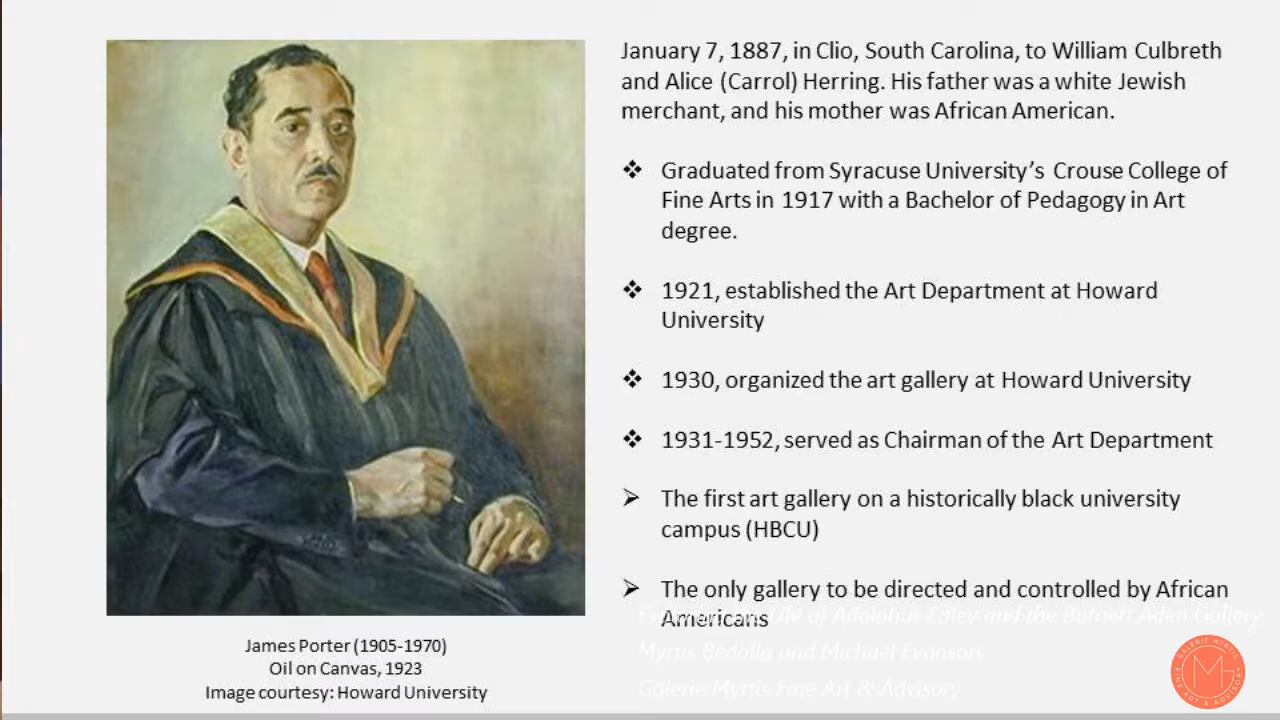 January 7, 1887, in Clio, South Carolina, to William Culbreth
and Alice (Carrol) Herring. His father was a white Jewish
merchant, and his mother was African American.
❖ Graduated from Syracuse University's Crouse College of
Fine Arts in 1917 with a Bachelor of Pedagogy in Art
degree.
❖ 1921, established the Art Department at Howard
University
❖ 1930, organized the art gallery at Howard University
❖ 1931-1952, served as Chairman of the Art Department
➢ The first art gallery on a historically black university
campus (HBCU)
➢ The only gallery to be directed and controlled by African
Americans
Life of Adolphus Ealey and the Barnett Aden Gallery
Myrtis Bedolla and Michael Evanson
Galerie Myrtis Fine Art & Advisory
James Porter (1905-1970)
Oil on Canvas, 1923
Image courtesy: Howard University
GALERIE MYRTIS
FINE ART & ADVISORY